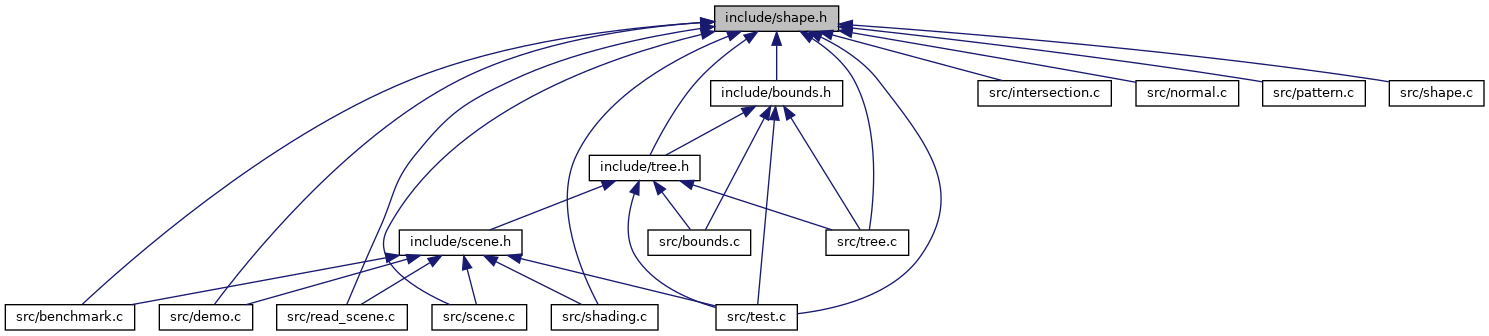 include/shape.h
include/bounds.h
src/intersection.c
src/normal.c
src/pattern.c
src/shape.c
include/tree.h
include/scene.h
src/bounds.c
src/tree.c
src/benchmark.c
src/demo.c
src/read_scene.c
src/scene.c
src/shading.c
src/test.c